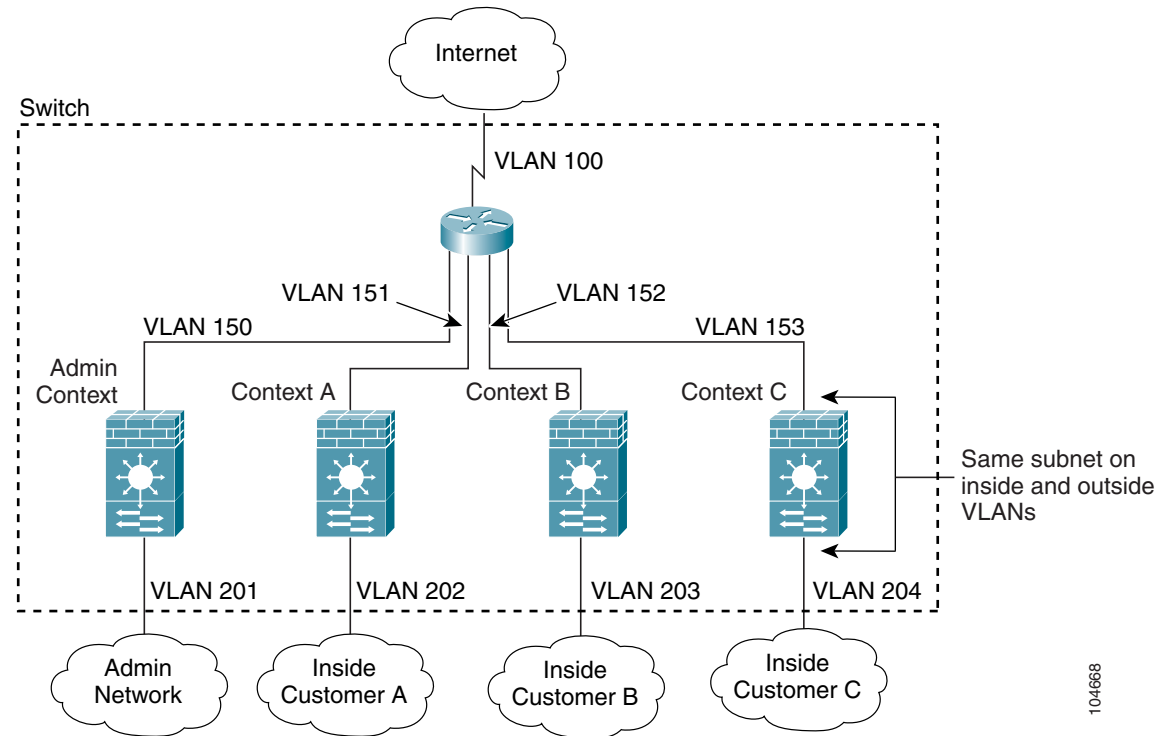 Internet
Switch
VLAN 100
VLAN 151
VLAN 152
VLAN 150
VLAN 153
Admin
Context
Context A
Context B
Context C
Same subnet on
inside and outside
VLANs
VLAN 201
VLAN 202
VLAN 203
VLAN 204
Admin
Network
Inside
Customer A
Inside
Customer B
Inside
Customer C
104668